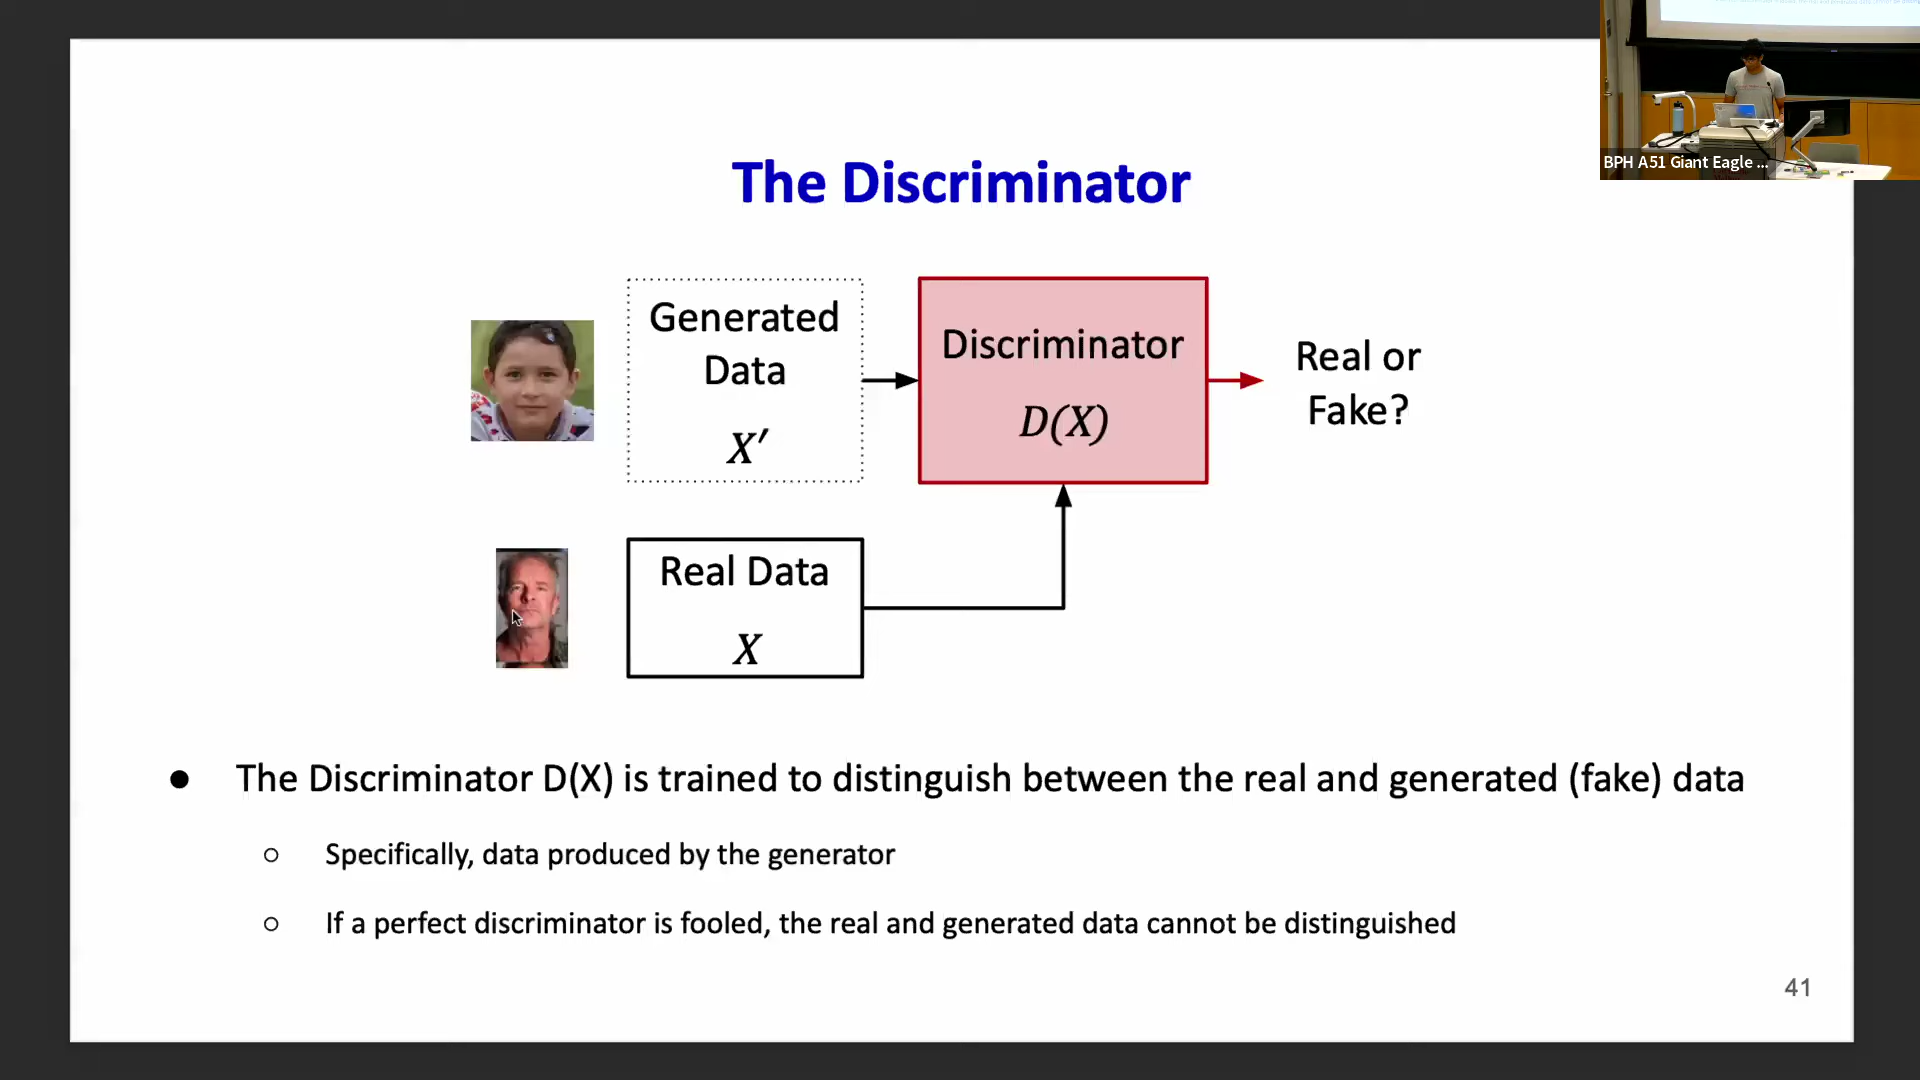 BPH A51 Giant Eagle ...
The Discriminator
Generated
Data
X′
Discriminator
D(X)
Real or
Fake?
Real Data
X
● The Discriminator D(X) is trained to distinguish between the real and generated (fake) data
○ Specifically, data produced by the generator
○ If a perfect discriminator is fooled, the real and generated data cannot be distinguished
41